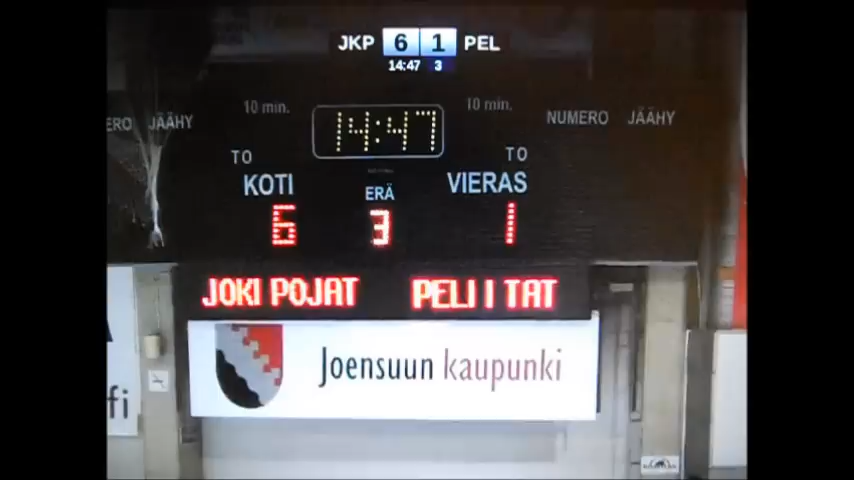 JKP 6 1 PEL
14:47 3
10 min. 10 min.
ERO JÄÄHY 14:47 NUMERO JÄÄHY
TO TO
KOTI ERÄ VIERAS
6 3 1
JOKI POJAT PELI I TAT
Joensuun kaupunki
fi